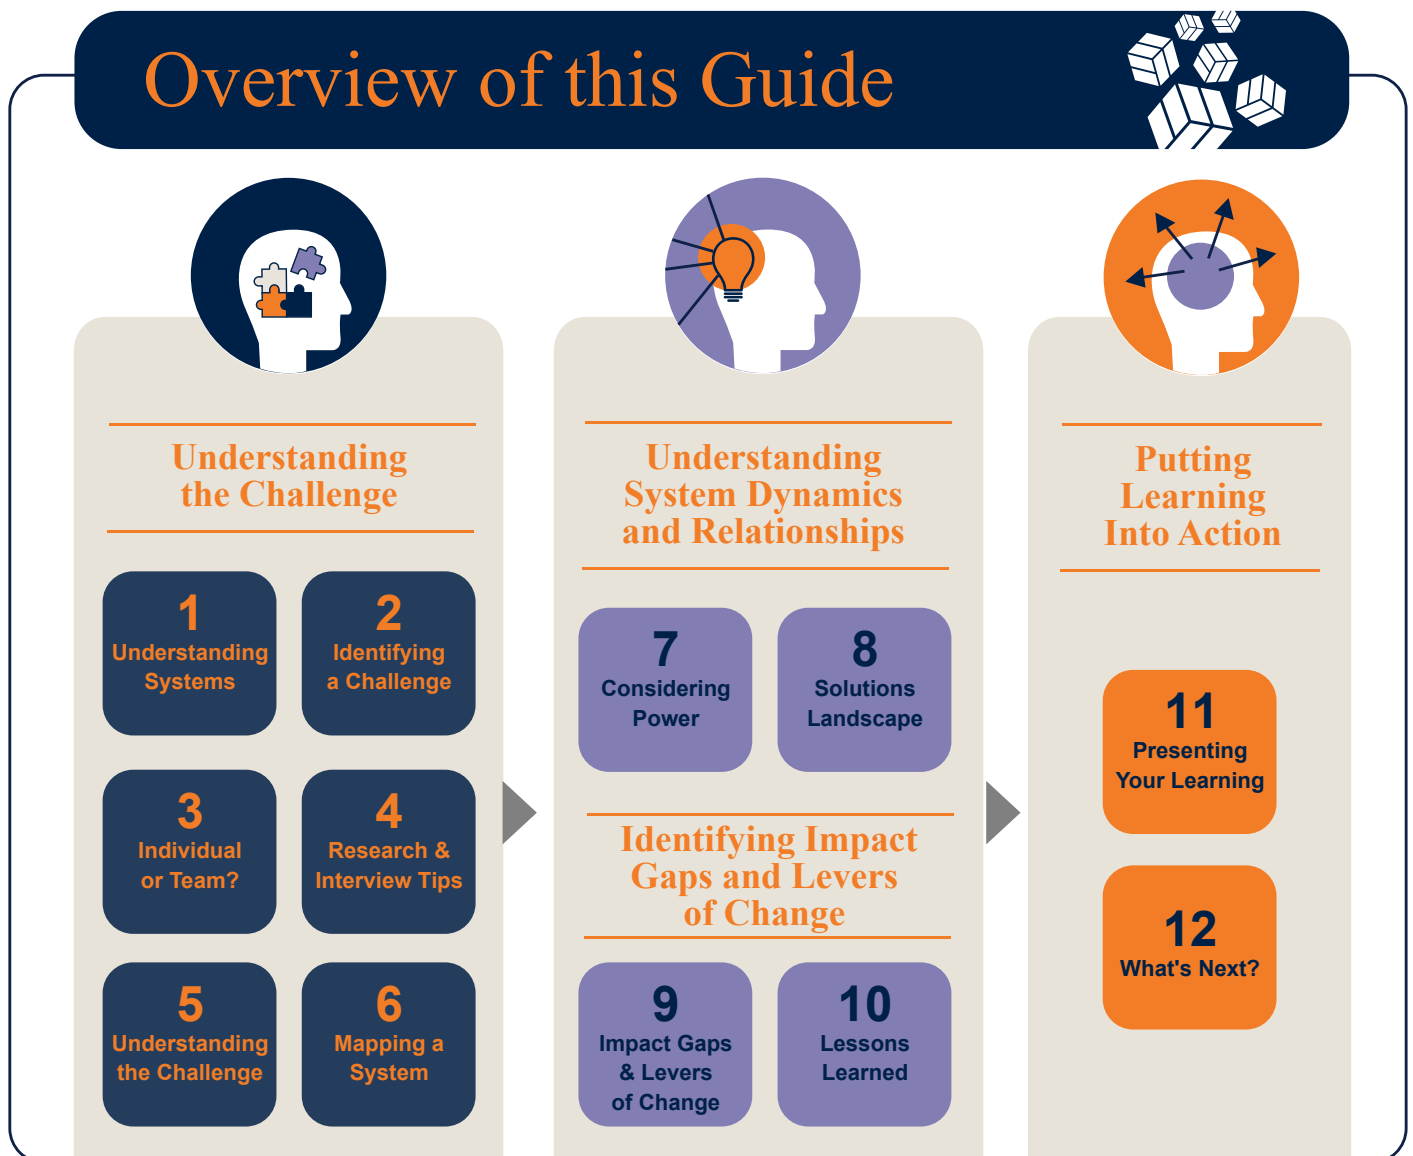 Overview of this Guide
Understanding
the Challenge
1
Understanding
Systems
2
Identifying
a Challenge
3
Individual
or Team?
4
Research &
Interview Tips
5
Understanding
the Challenge
6
Mapping a
System
Understanding
System Dynamics
and Relationships
7
Considering
Power
8
Solutions
Landscape
Identifying Impact
Gaps and Levers
of Change
9
Impact Gaps
& Levers
of Change
10
Lessons
Learned
Putting
Learning
Into Action
11
Presenting
Your Learning
12
What's Next?